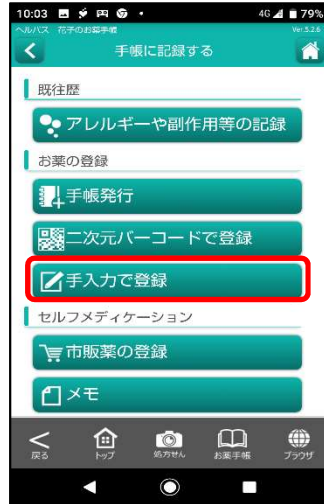 10:03
4G 79%
ヘルパス 花子のお薬手帳
Ver:5.2.6
手帳に記録する
既往歴
アレルギーや副作用等の記録
お薬の登録
手帳発行
二次元バーコードで登録
手入力で登録
セルフメディケーション
市販薬の登録
メモ
戻る トップ 処方せん お薬手帳 ブラウザ